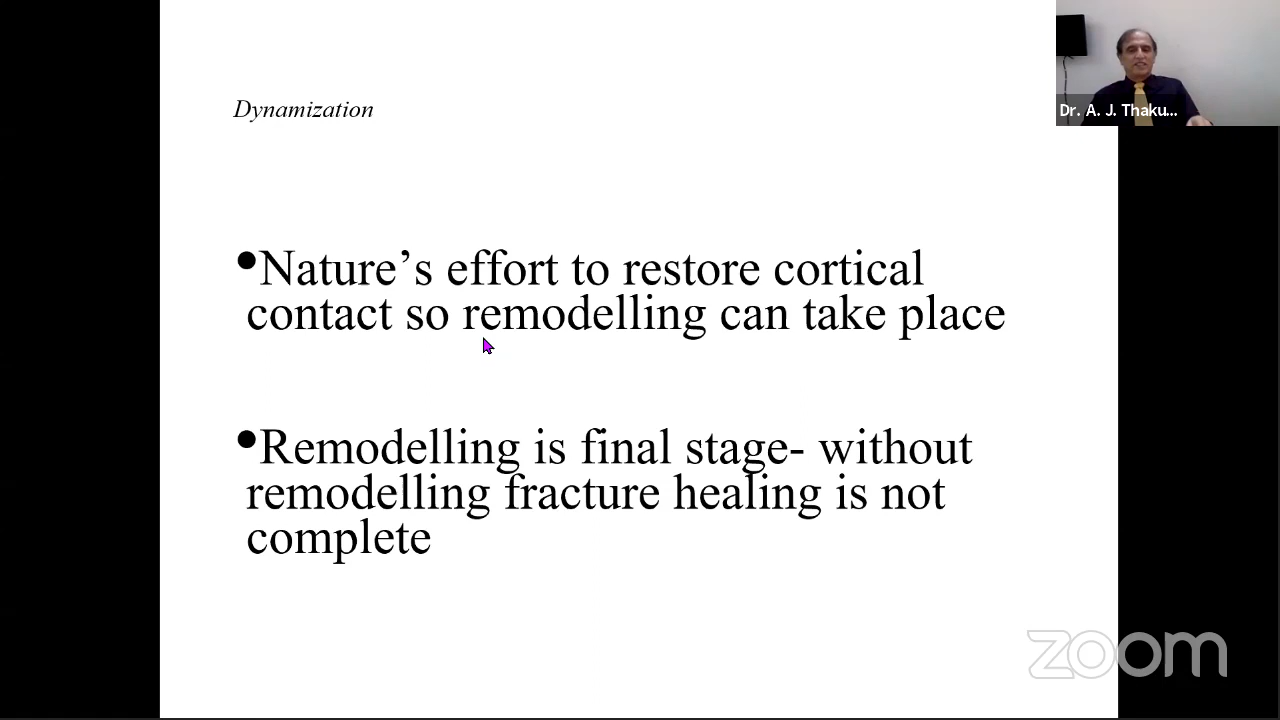 Dynamization
Dr. A. J. Thaku...
•Nature’s effort to restore cortical
contact so remodelling can take place
•Remodelling is final stage- without
remodelling fracture healing is not
complete
zoom